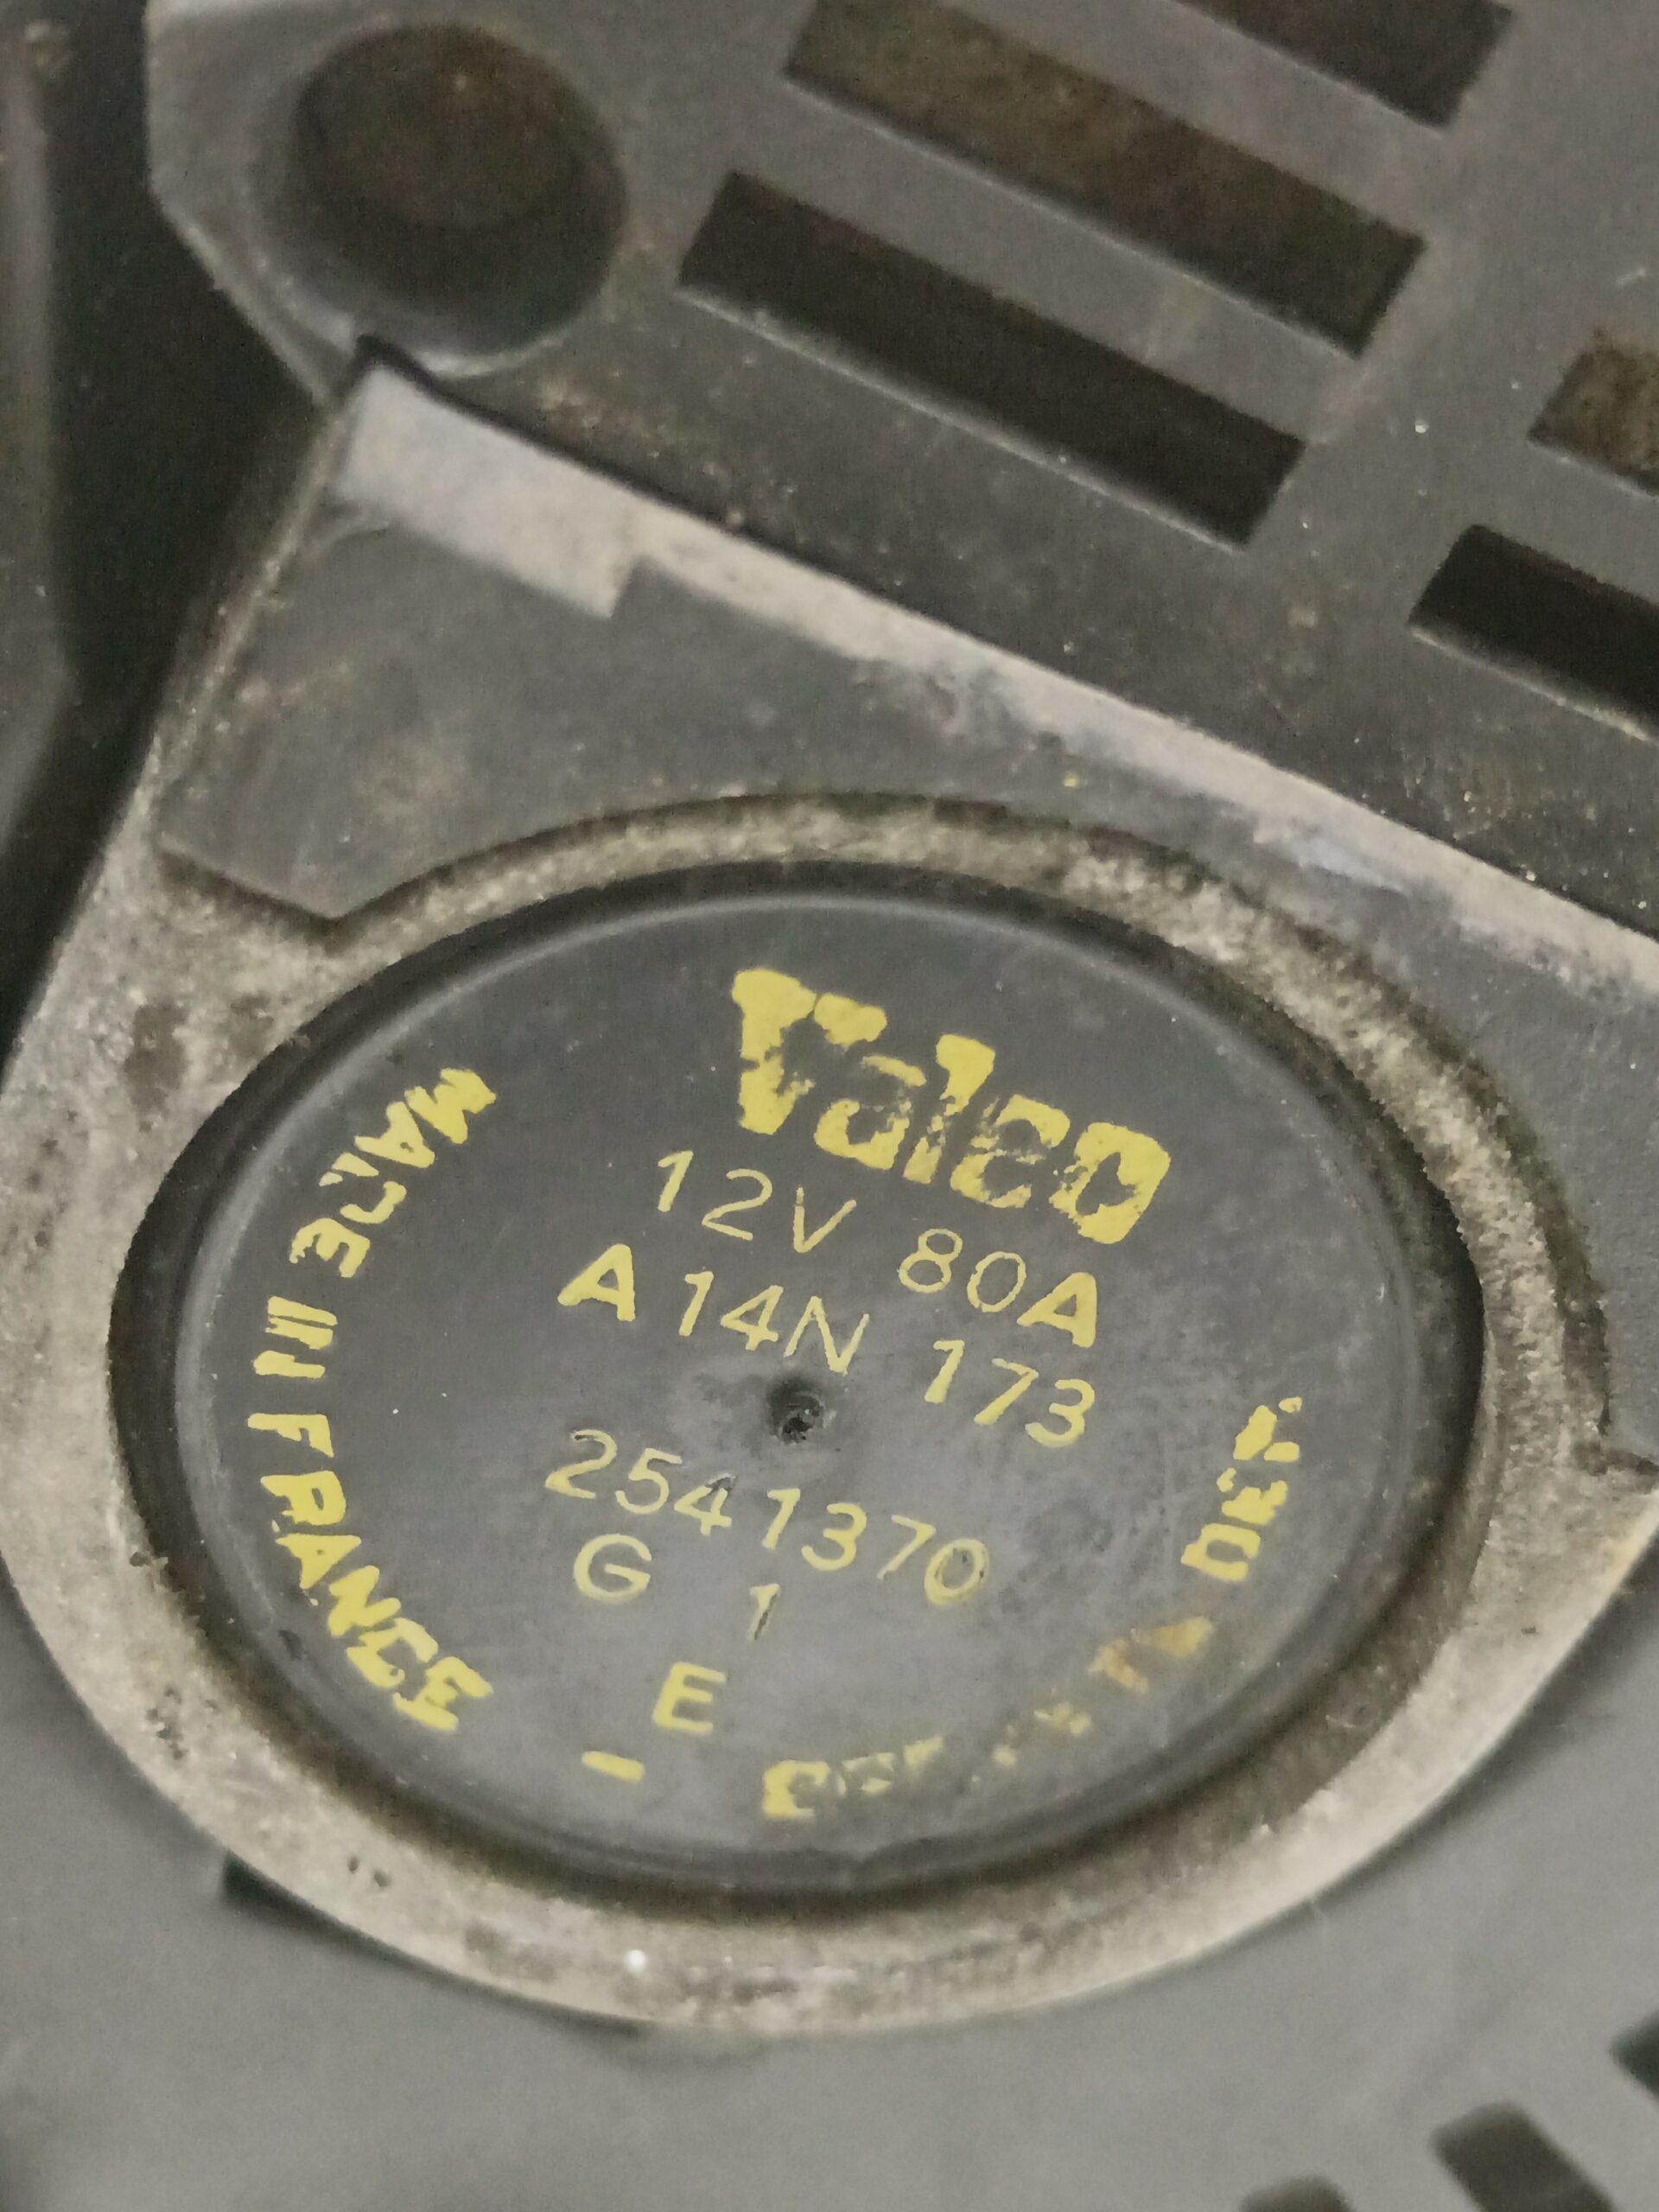 Valeo
12V 80A
A14N 173
2541370
G 1
E
MADE IN FRANCE -